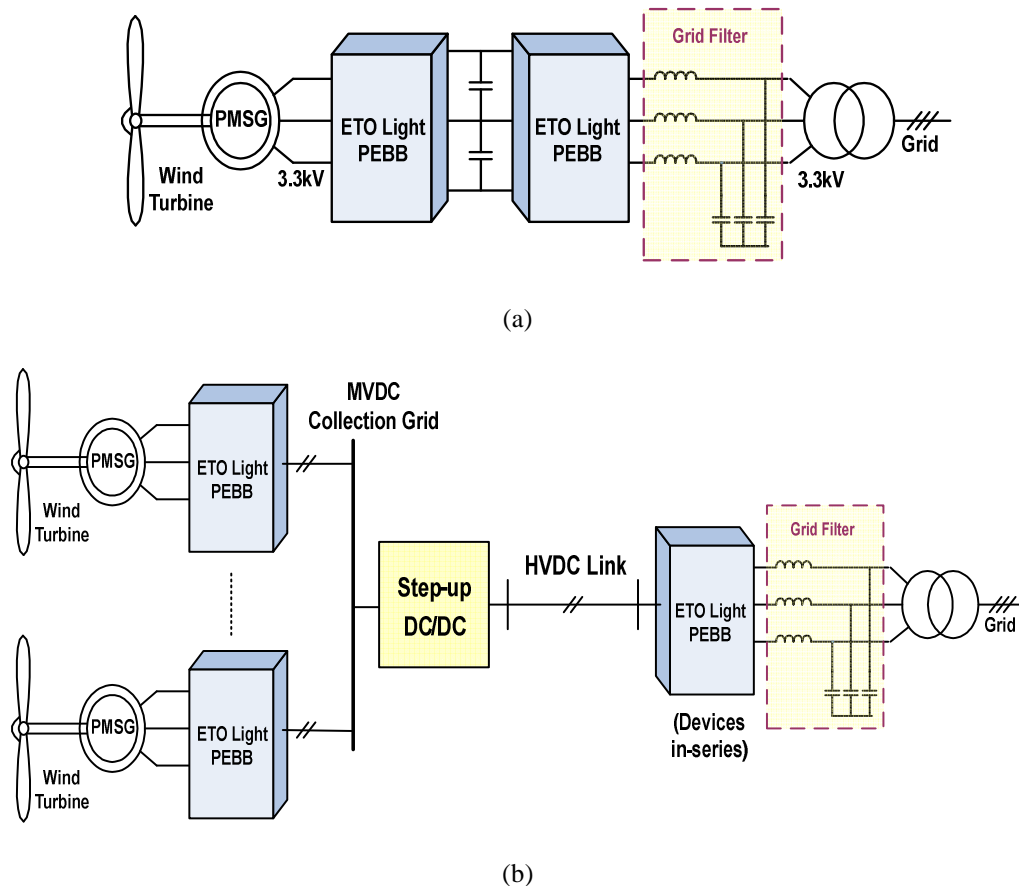 Grid Filter
PMSG
ETO Light
PEBB
ETO Light
PEBB
3.3kV
3.3kV
Grid
Wind
Turbine
(a)
MVDC
Collection Grid
PMSG
ETO Light
PEBB
Wind
Turbine
Grid Filter
HVDC Link
Step-up
DC/DC
ETO Light
PEBB
Grid
(Devices
in-series)
PMSG
ETO Light
PEBB
Wind
Turbine
(b)